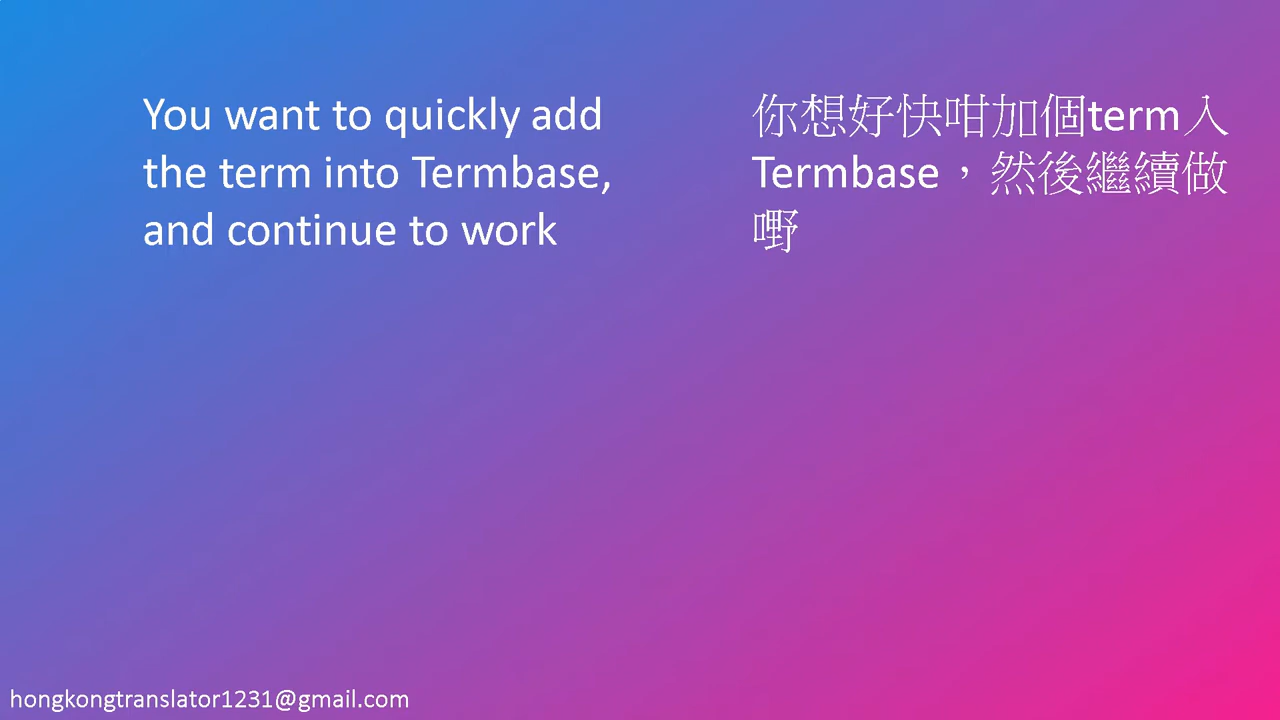 You want to quickly add
the term into Termbase,
and continue to work
你想好快咁加個term入
Termbase，然後繼續做
嘢
hongkongtranslator1231@gmail.com